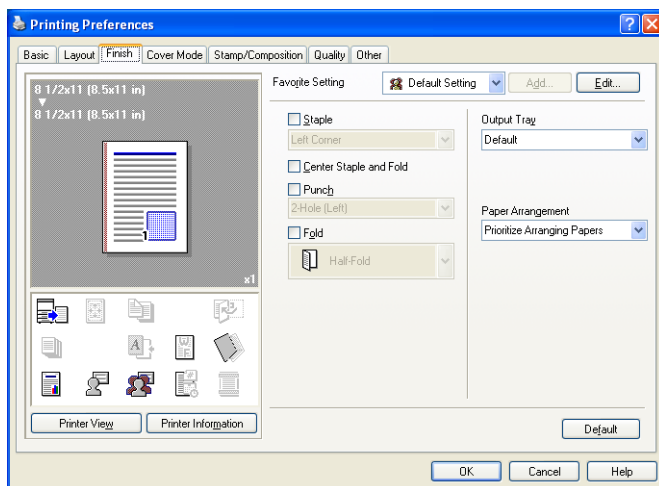 Printing Preferences
Basic Layout Finish Cover Mode Stamp/Composition Quality Other
8 1/2x11 (8.5x11 in)
8 1/2x11 (8.5x11 in)
1
x1
Printer View Printer Information
Favorite Setting Default Setting Add... Edit...
Staple
Left Corner
Center Staple and Fold
Punch
2-Hole (Left)
Fold
Half-Fold
Output Tray
Default
Paper Arrangement
Prioritize Arranging Papers
Default
OK Cancel Help